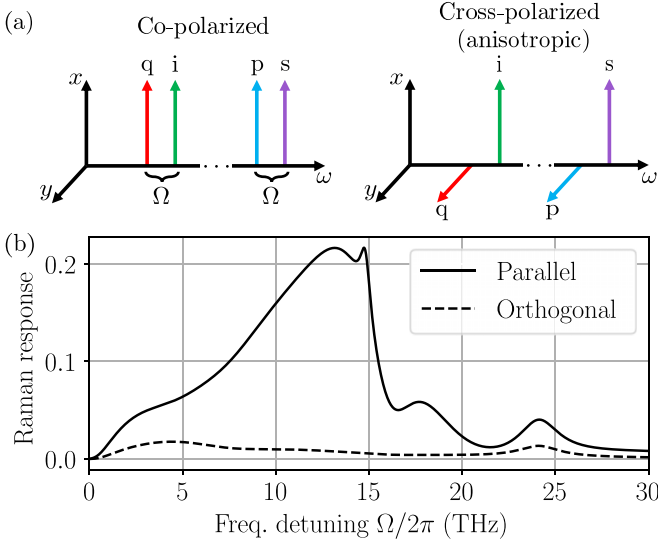 (a)
Co-polarized
Cross-polarized
(anisotropic)
x
q i p s
y
Ω Ω
ω
. . .
x
i s
y
q p
ω
. . .
(b)
Raman response
0.2
0.1
0.0
Parallel
Orthogonal
0 5 10 15 20 25 30
Freq. detuning Ω/2π (THz)